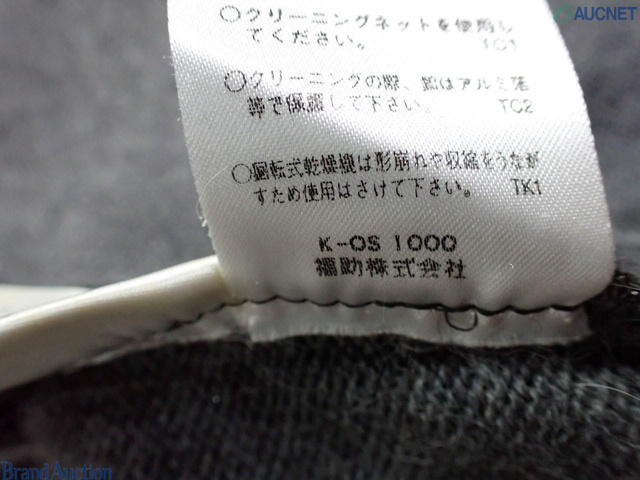 AUCNET
○クリーニングネットを使用し
てください。 TC1
○クリーニングの際、釦はアルミ箔
等で保護して下さい。 TC2
○回転式乾燥機は形崩れや収縮をうなが
すため使用はさけて下さい。 TK1
K-OS 1000
福助株式会社
Brand Auction